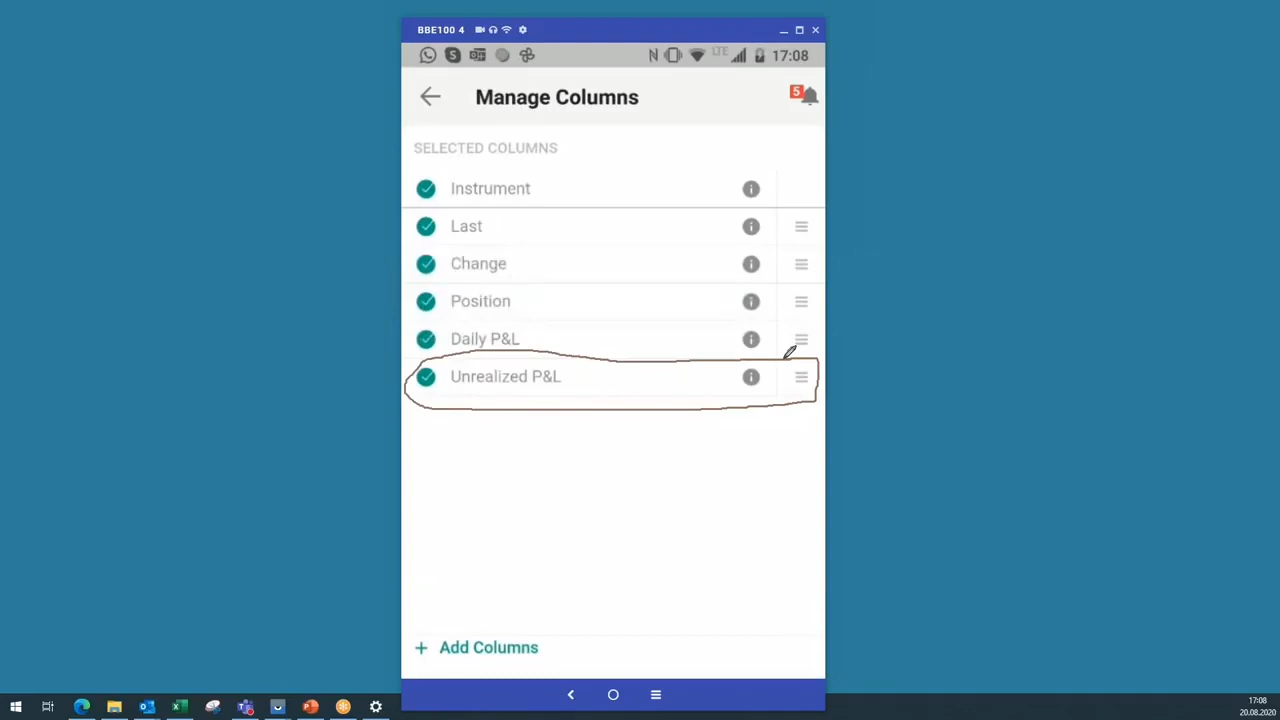 BBE100 4
LTE 17:08
Manage Columns
5
SELECTED COLUMNS
Instrument
Last
Change
Position
Daily P&L
Unrealized P&L
+ Add Columns
17:08
20.08.2020